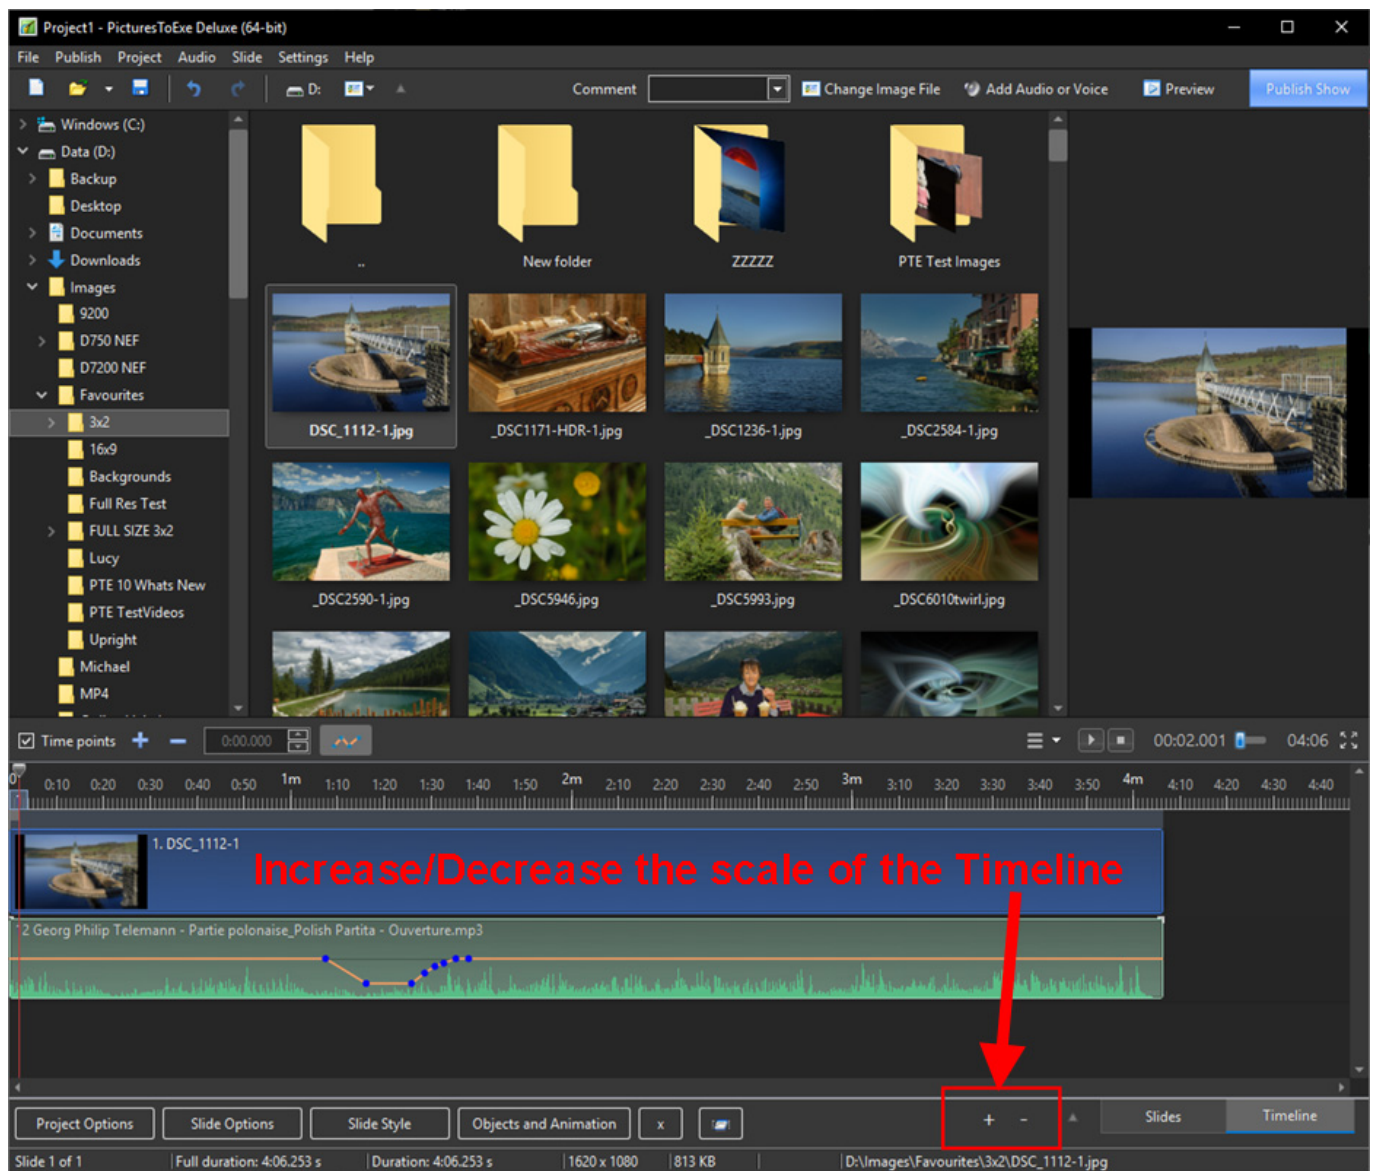 Project1 - PicturesToExe Deluxe (64-bit)
File Publish Project Audio Slide Settings Help
D: Comment Change Image File Add Audio or Voice Preview Publish Show
Windows (C:)
Data (D:)
Backup
Desktop
Documents
Downloads
Images
9200
D750 NEF
D7200 NEF
Favourites
3x2
16x9
Backgrounds
Full Res Test
FULL SIZE 3x2
Lucy
PTE 10 Whats New
PTE TestVideos
Upright
Michael
MP4
.. New folder ZZZZZ PTE Test Images
DSC_1112-1.jpg _DSC1171-HDR-1.jpg _DSC1236-1.jpg _DSC2584-1.jpg
_DSC2590-1.jpg _DSC5946.jpg _DSC5993.jpg _DSC6010twirl.jpg
Time points + - 0:00.000 00:02.001 04:06
0 0:10 0:20 0:30 0:40 0:50 1m 1:10 1:20 1:30 1:40 1:50 2m 2:10 2:20 2:30 2:40 2:50 3m 3:10 3:20 3:30 3:40 3:50 4m 4:10 4:20 4:30 4:40
1. DSC_1112-1
Increase/Decrease the scale of the Timeline
12 Georg Philip Telemann - Partie polonaise_Polish Partita - Ouverture.mp3
Project Options Slide Options Slide Style Objects and Animation x + - Slides Timeline
Slide 1 of 1 Full duration: 4:06.253 s Duration: 4:06.253 s 1620 x 1080 813 KB D:\Images\Favourites\3x2\DSC_1112-1.jpg